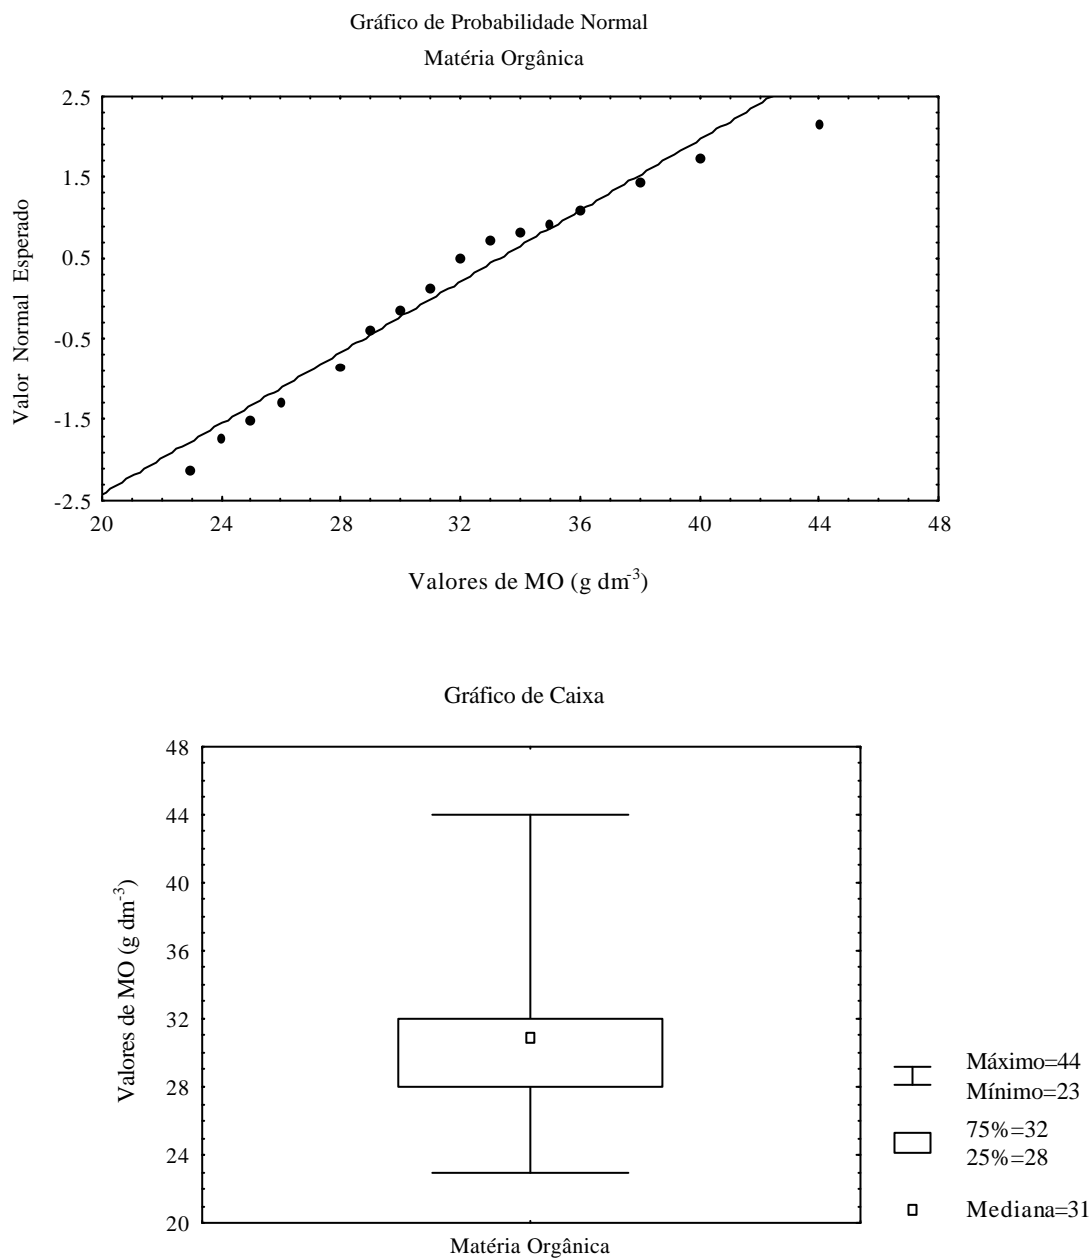 Gráfico de Probabilidade Normal
Matéria Orgânica
2.5
1.5
0.5
-0.5
-1.5
-2.5
Valor Normal Esperado
20 24 28 32 36 40 44 48
Valores de MO (g dm-3)
Gráfico de Caixa
48
44
40
36
32
28
24
20
Valores de MO (g dm-3)
Matéria Orgânica
Máximo=44
Mínimo=23
75%=32
25%=28
Mediana=31